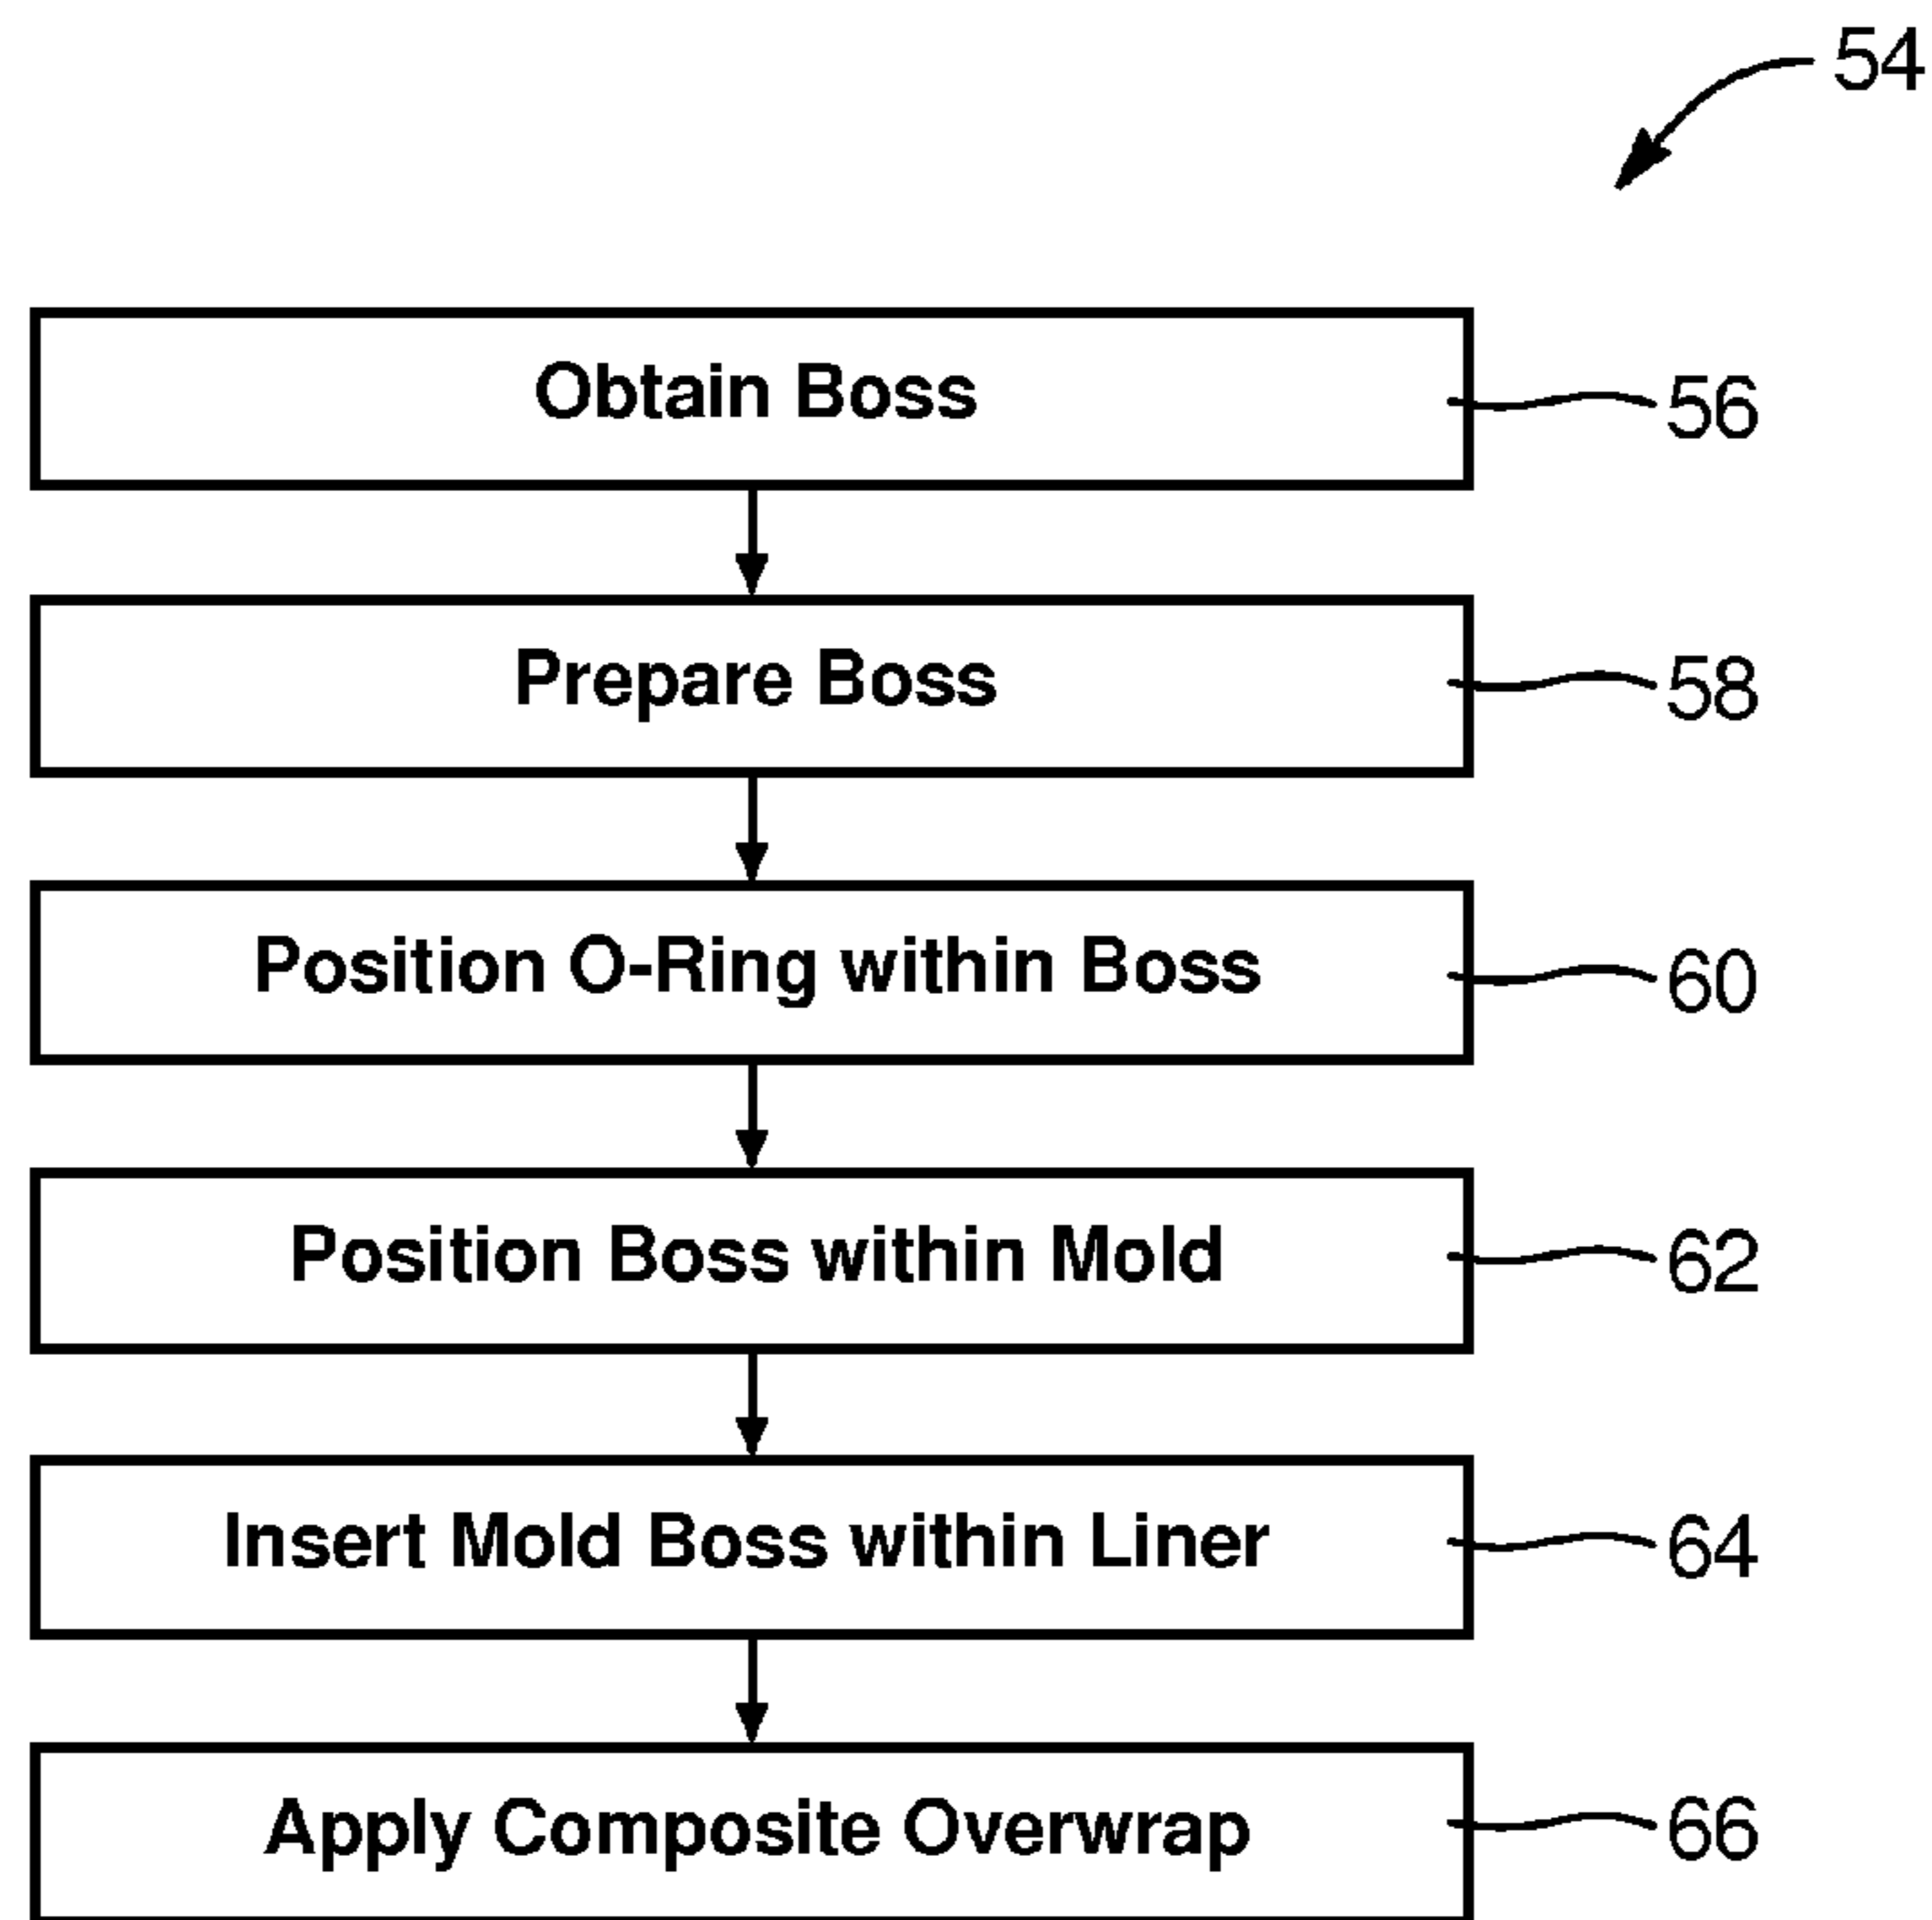 54
Obtain Boss
56
Prepare Boss
58
Position O-Ring within Boss
60
Position Boss within Mold
62
Insert Mold Boss within Liner
64
Apply Composite Overwrap
66